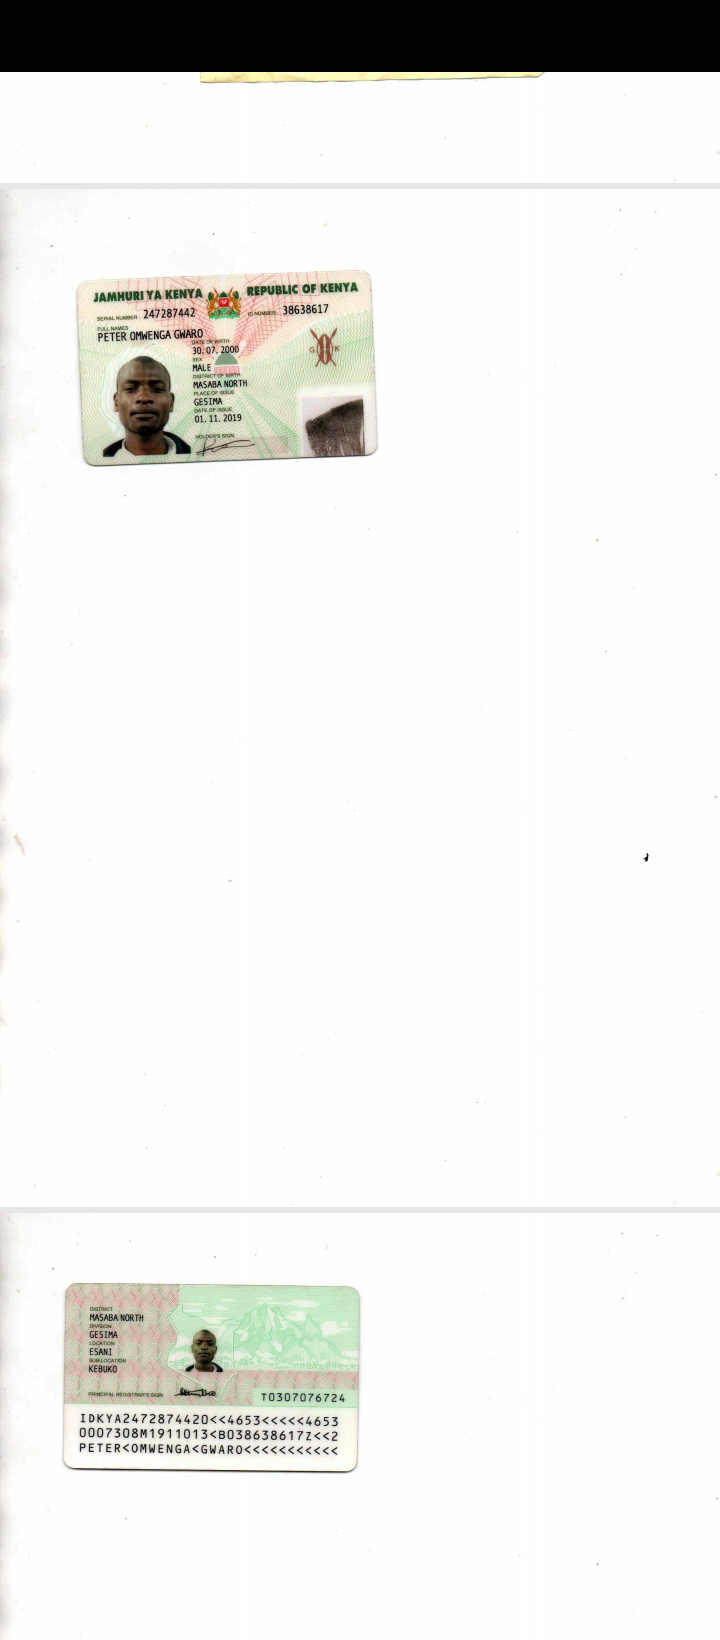 JAMHURI YA KENYA REPUBLIC OF KENYA
SERIAL NUMBER: 247287442 ID NUMBER: 38638617
FULL NAMES
PETER OMWENGA GWARO
DATE OF BIRTH
30. 07. 2000
SEX
MALE
DISTRICT OF BIRTH
MASABA NORTH
PLACE OF ISSUE
GESIMA
DATE OF ISSUE
01. 11. 2019
HOLDER'S SIGN.
G K
DISTRICT
MASABA NORTH
DIVISION
GESIMA
LOCATION
ESANI
SUB-LOCATION
KEBUKO
PRINCIPAL REGISTRAR'S SIGN.
T0307076724
IDKYA2472874420<<4653<<<<<4653
0007308M1911013<B038638617Z<<2
PETER<OMWENGA<GWARO<<<<<<<<<<<